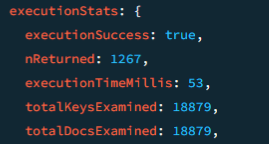 executionStats: {
executionSuccess: true,
nReturned: 1267,
executionTimeMillis: 53,
totalKeysExamined: 18879,
totalDocsExamined: 18879,